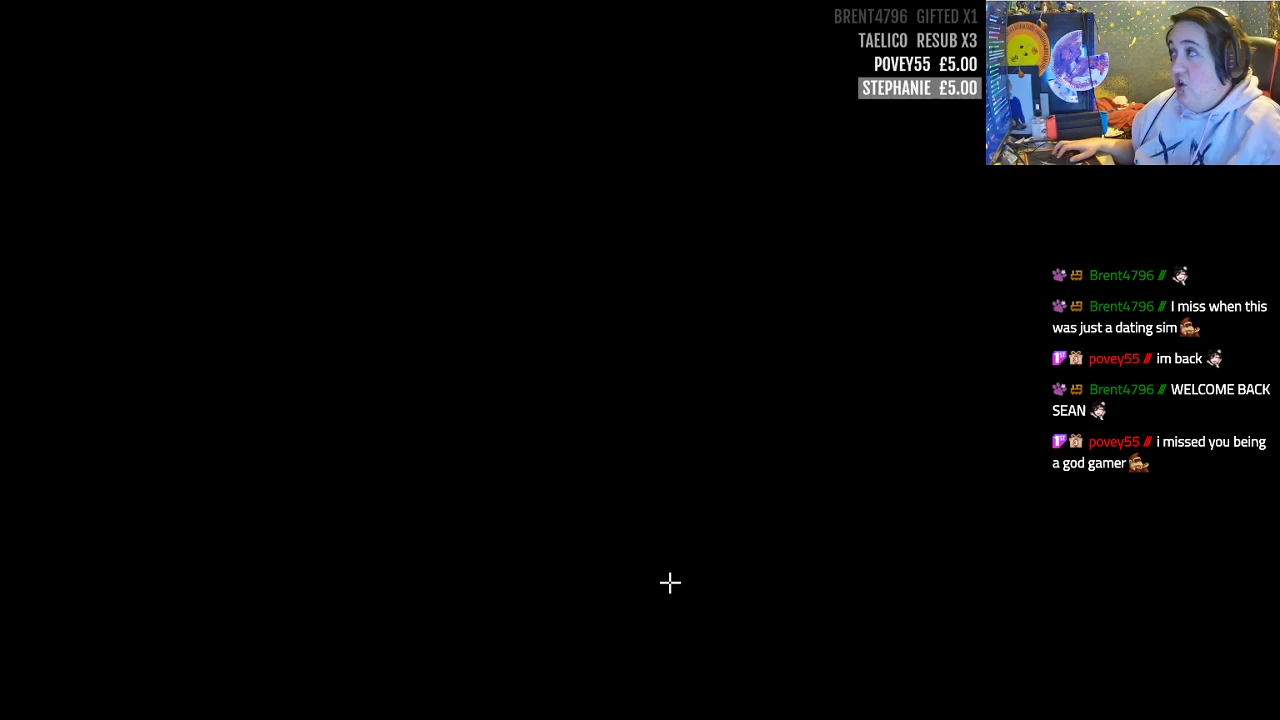 BRENT4796 GIFTED X1
TAELICO RESUB X3
POVEY55 £5.00
STEPHANIE £5.00
Brent4796 //
Brent4796 // I miss when this
was just a dating sim
povey55 // im back
Brent4796 // WELCOME BACK
SEAN
povey55 // i missed you being
a god gamer